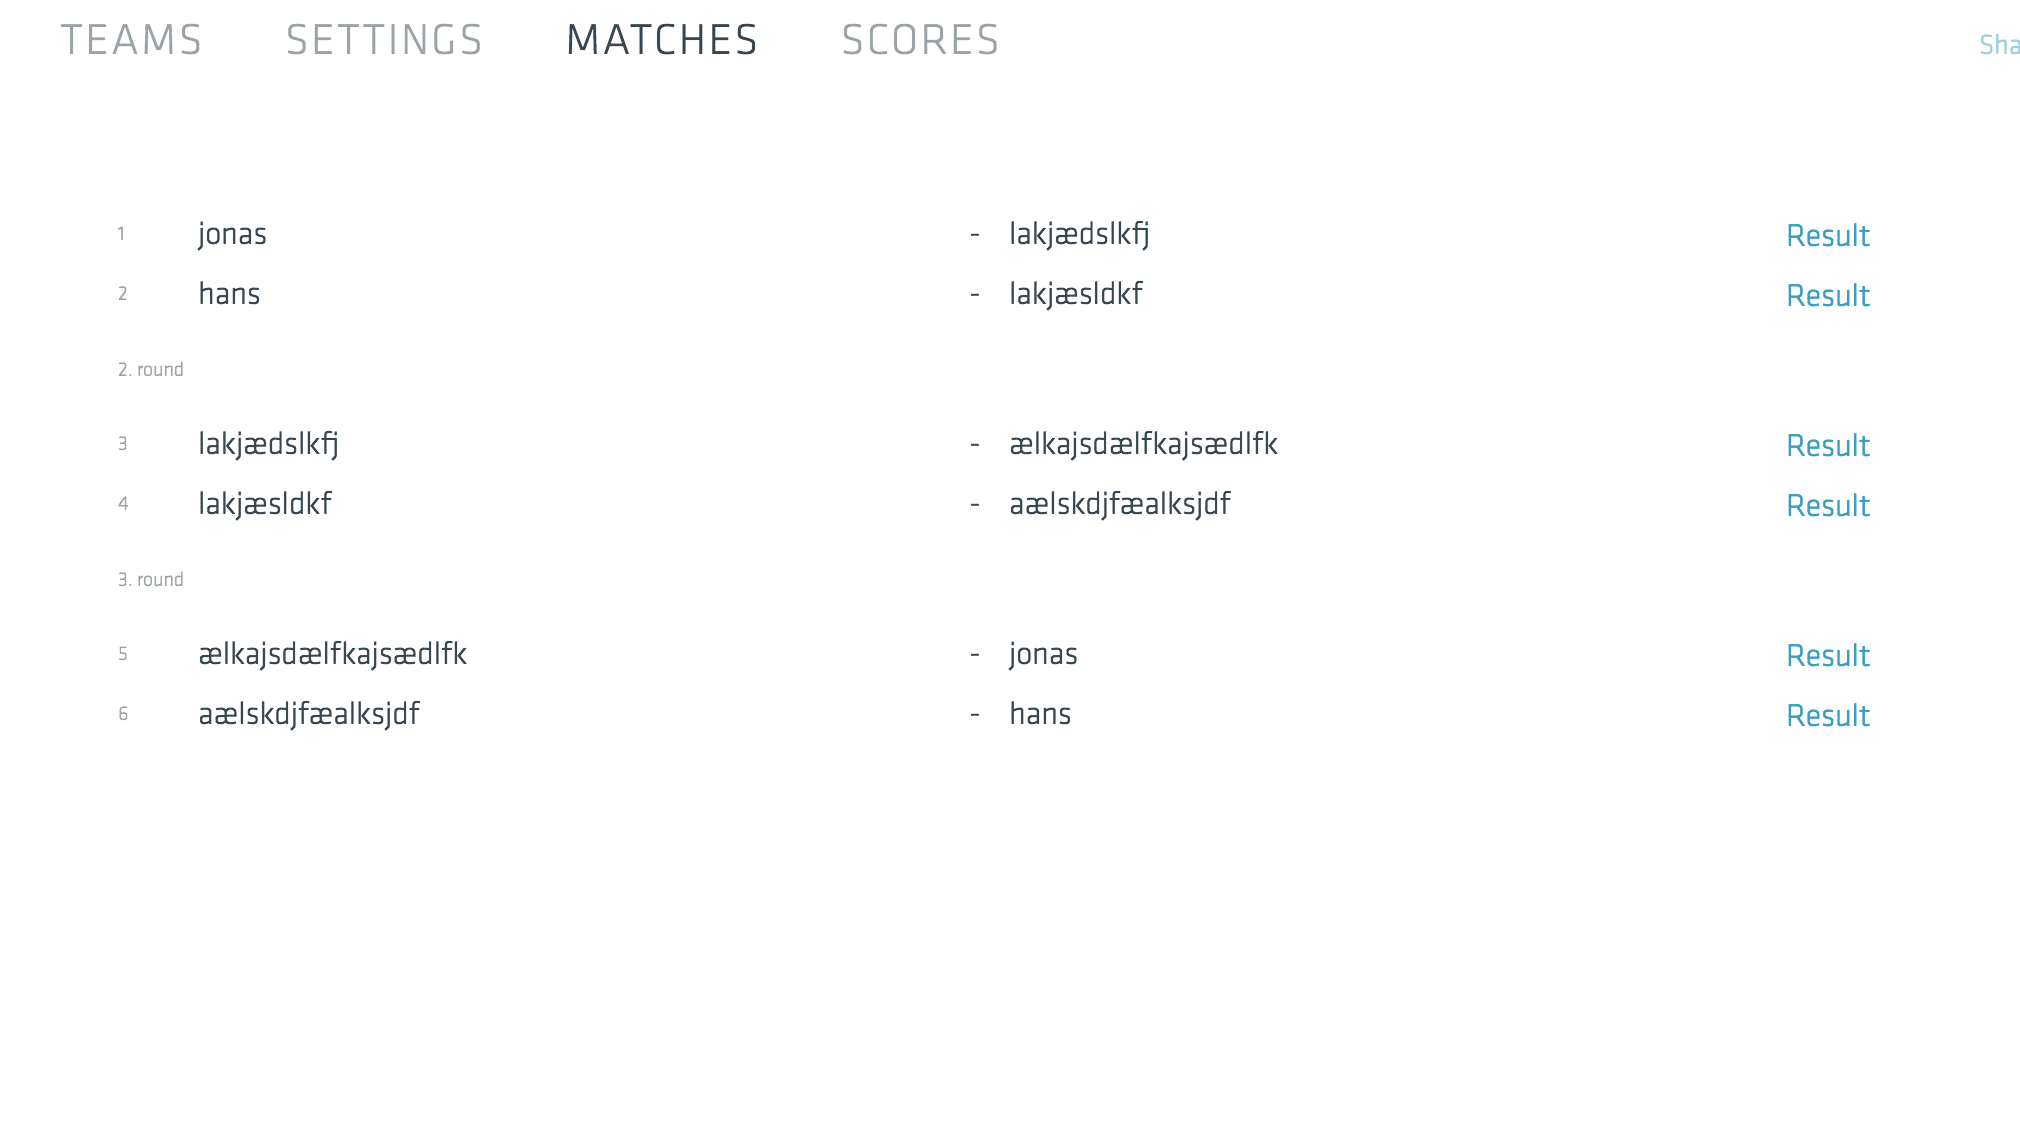 TEAMS SETTINGS MATCHES SCORES Sha
1 jonas - lakjædslkfj Result
2 hans - lakjæsldkf Result
2. round
3 lakjædslkfj - ælkajsdælfkajsædlfk Result
4 lakjæsldkf - aælskdjfæalksjdf Result
3. round
5 ælkajsdælfkajsædlfk - jonas Result
6 aælskdjfæalksjdf - hans Result